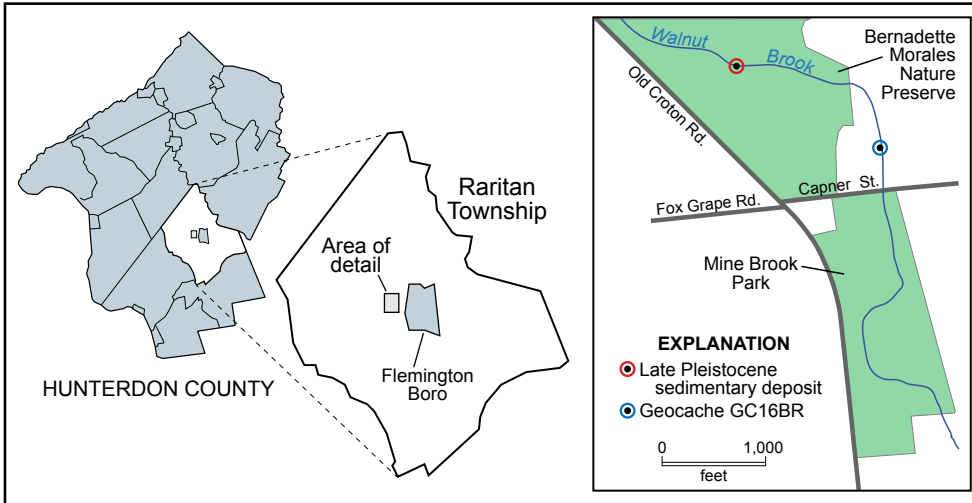 HUNTERDON COUNTY
Raritan
Township
Area of
detail
Flemington
Boro
Walnut
Brook
Bernadette
Morales
Nature
Preserve
Old Croton Rd.
Capner St.
Fox Grape Rd.
Mine Brook
Park
EXPLANATION
Late Pleistocene
sedimentary deposit
Geocache GC16BR
0 1,000
feet